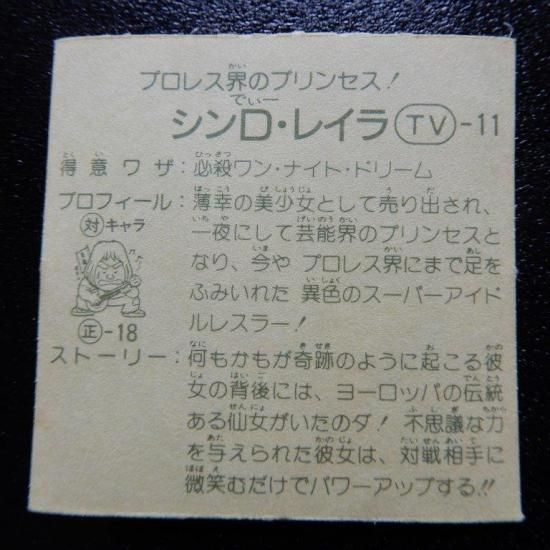 プロレス界のプリンセス!
シンロ・レイラ TV-11
得意ワザ:必殺ワン・ナイト・ドリーム
プロフィール:薄幸の美少女として売り出され、
対キャラ 一夜にして芸能界のプリンセスと
なり、今や プロレス界にまで足を
ふみいれた 異色のスーパーアイド
正-18 ルレスラー!
ストーリー:何もかもが奇跡のように起こる彼
女の背後には、ヨーロッパの伝統
ある仙女がいたのダ! 不思議な力
を与えられた彼女は、対戦相手に
微笑むだけでパワーアップする!!